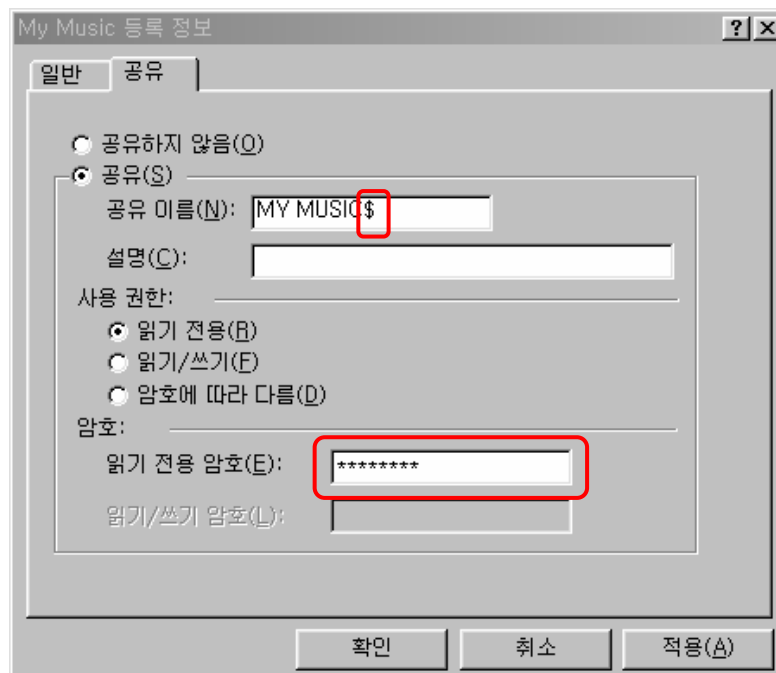 My Music 등록 정보
일반 공유
공유하지 않음(O)
공유(S)
공유 이름(N): MY MUSIC$
설명(C):
사용 권한:
읽기 전용(R)
읽기/쓰기(F)
암호에 따라 다름(D)
암호:
읽기 전용 암호(E): ********
읽기/쓰기 암호(L):
확인 취소 적용(A)